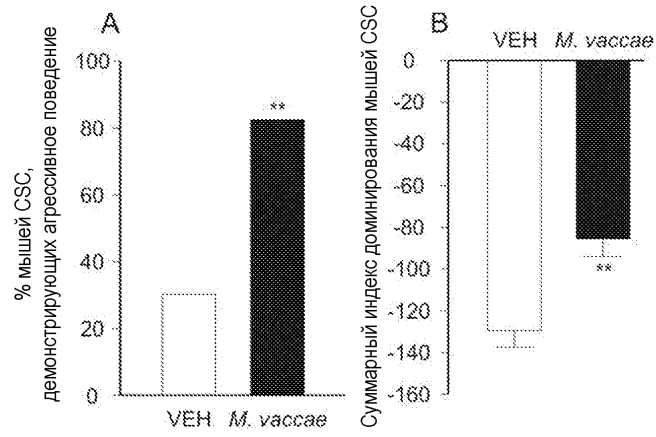 A
% мышей CSC,
демонстрирующих агрессивное поведение
100
80
60
40
20
0
**
VEH M. vaccae
B
VEH M. vaccae
Суммарный индекс доминирования мышей CSC
0
-20
-40
-60
-80
-100
-120
-140
-160
**